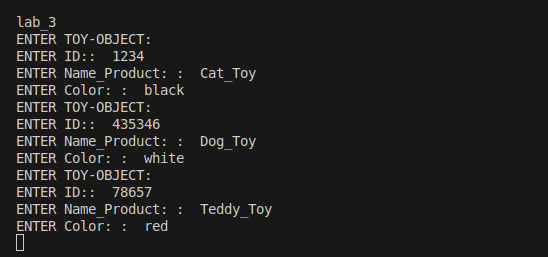 lab_3
ENTER TOY-OBJECT:
ENTER ID::  1234
ENTER Name_Product: :  Cat_Toy
ENTER Color: :  black
ENTER TOY-OBJECT:
ENTER ID::  435346
ENTER Name_Product: :  Dog_Toy
ENTER Color: :  white
ENTER TOY-OBJECT:
ENTER ID::  78657
ENTER Name_Product: :  Teddy_Toy
ENTER Color: :  red